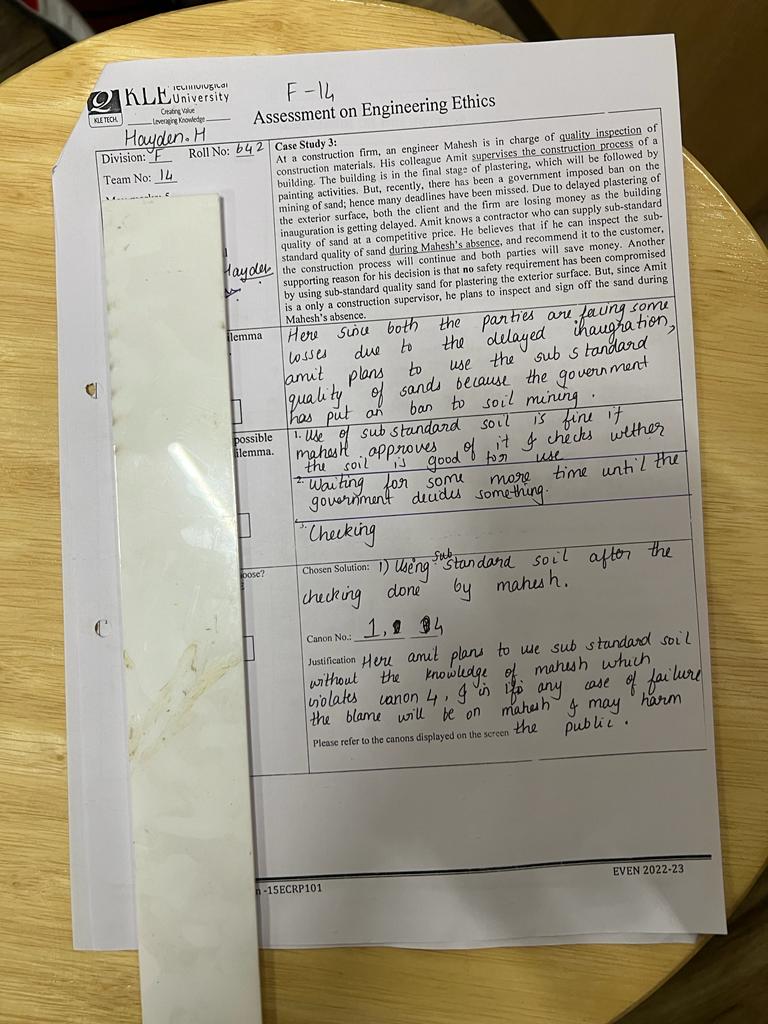 F-14
KLE Technological
University
Creating Value
Leveraging Knowledge
KLE TECH.
Assessment on Engineering Ethics
Hayden.H
Division: F Roll No: 642
Team No: 14
Hayden
Case Study 3:
At a construction firm, an engineer Mahesh is in charge of quality inspection of
construction materials. His colleague Amit supervises the construction process of a
building. The building is in the final stage of plastering, which will be followed by
painting activities. But, recently, there has been a government imposed ban on the
mining of sand; hence many deadlines have been missed. Due to delayed plastering of
the exterior surface, both the client and the firm are losing money as the building
inauguration is getting delayed. Amit knows a contractor who can supply sub-standard
quality of sand at a competitive price. He believes that if he can inspect the sub-
standard quality of sand during Mahesh's absence, and recommend it to the customer,
the construction process will continue and both parties will save money. Another
supporting reason for his decision is that no safety requirement has been compromised
by using sub-standard quality sand for plastering the exterior surface. But, since Amit
is only a construction supervisor, he plans to inspect and sign off the sand during
Mahesh's absence.
ilemma
Here since both the parties are facing some
losses due to the delayed inaugration,
amit plans to use the sub standard
quality of sands because the government
has put an ban to soil mining.
possible
ilemma.
1. Use of sub standard soil is fine if
mahesh approves of it & checks wether
the soil is good for use
2. Waiting for some more time until the
government decides something.
3. Checking
oose?
Chosen Solution: 1) Useng sub standard soil after the
checking done by mahesh.
Canon No.: 1, 4
Justification Here amit plans to use sub standard soil
without the knowledge of mahesh which
violates canon 4, & in any case of failure
the blame will be on mahesh & may harm
the public.
Please refer to the canons displayed on the screen
n -15ECRP101
EVEN 2022-23